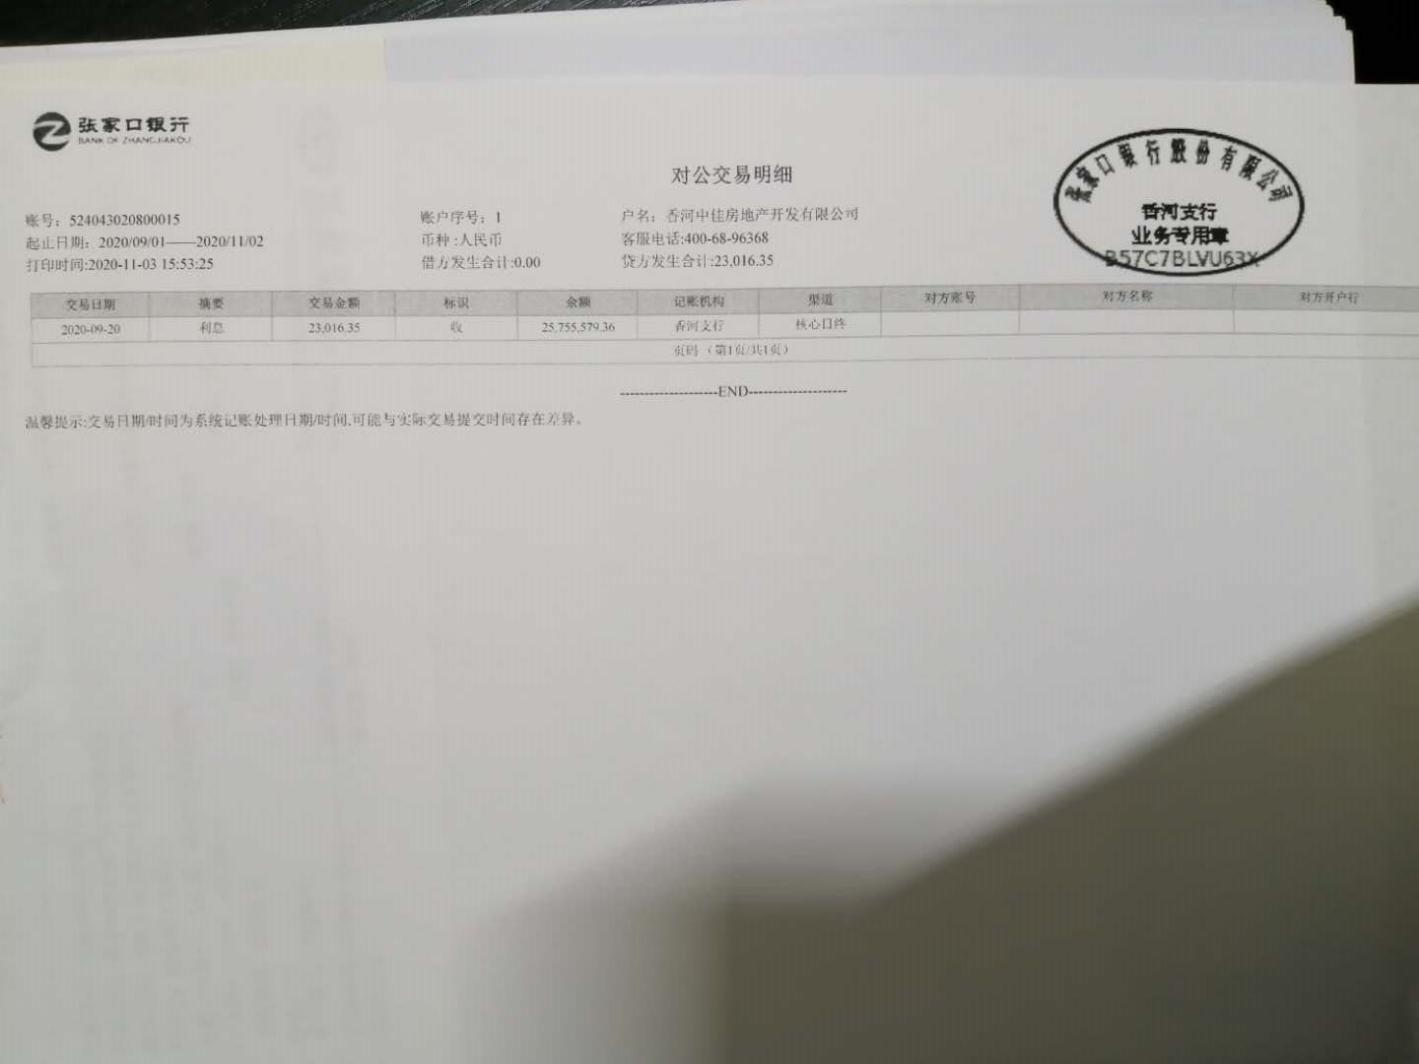 张家口银行
BANK OF ZHANGJIAKOU
张家口银行股份有限公司
香河支行
业务专用章
B57C7BLVU63X
对公交易明细
账号：524043020800015 账户序号：1 户名：香河中佳房地产开发有限公司
起止日期：2020/09/01——2020/11/02 币种:人民币 客服电话:400-68-96368
打印时间:2020-11-03 15:53:25 借方发生合计:0.00 贷方发生合计:23,016.35
交易日期 摘要 交易金额 标识 余额 记账机构 渠道 对方账号 对方名称 对方开户行
2020-09-20 利息 23,016.35 收 25,755,579.36 香河支行 核心日终
页码（第1页/共1页）
--------------------END--------------------
温馨提示:交易日期/时间为系统记账处理日期/时间,可能与实际交易提交时间存在差异。